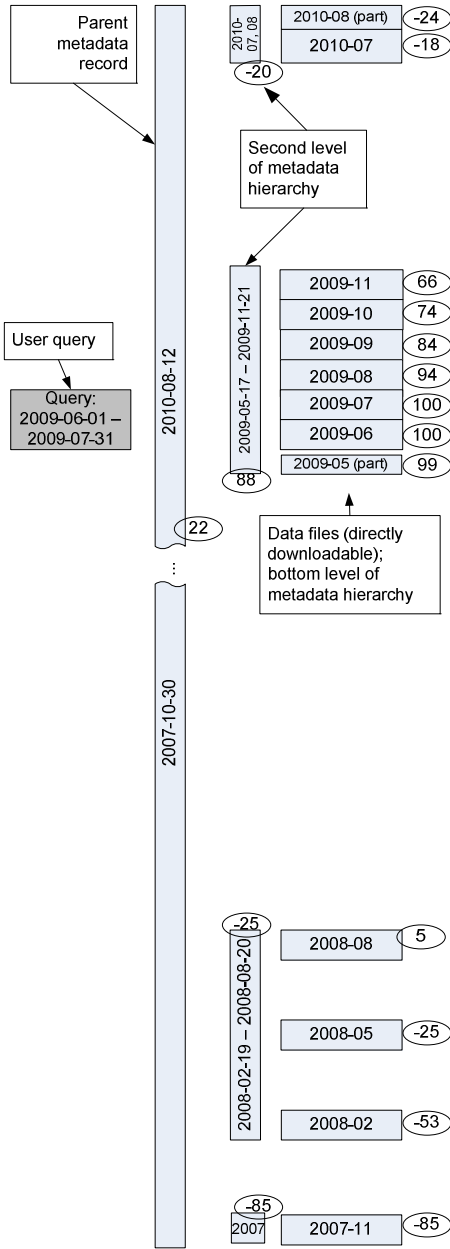 Parent
metadata
record
2010-
07, 08
2010-08 (part)
-24
2010-07
-18
-20
Second level
of metadata
hierarchy
2009-05-17 – 2009-11-21
2009-11
66
2009-10
74
2009-09
84
2009-08
94
2009-07
100
2009-06
100
2009-05 (part)
99
88
User query
Query:
2009-06-01 –
2009-07-31
2010-08-12
22
Data files (directly
downloadable);
bottom level of
metadata hierarchy
...
2007-10-30
-25
2008-02-19 – 2008-08-20
2008-08
5
2008-05
-25
2008-02
-53
-85
2007
2007-11
-85